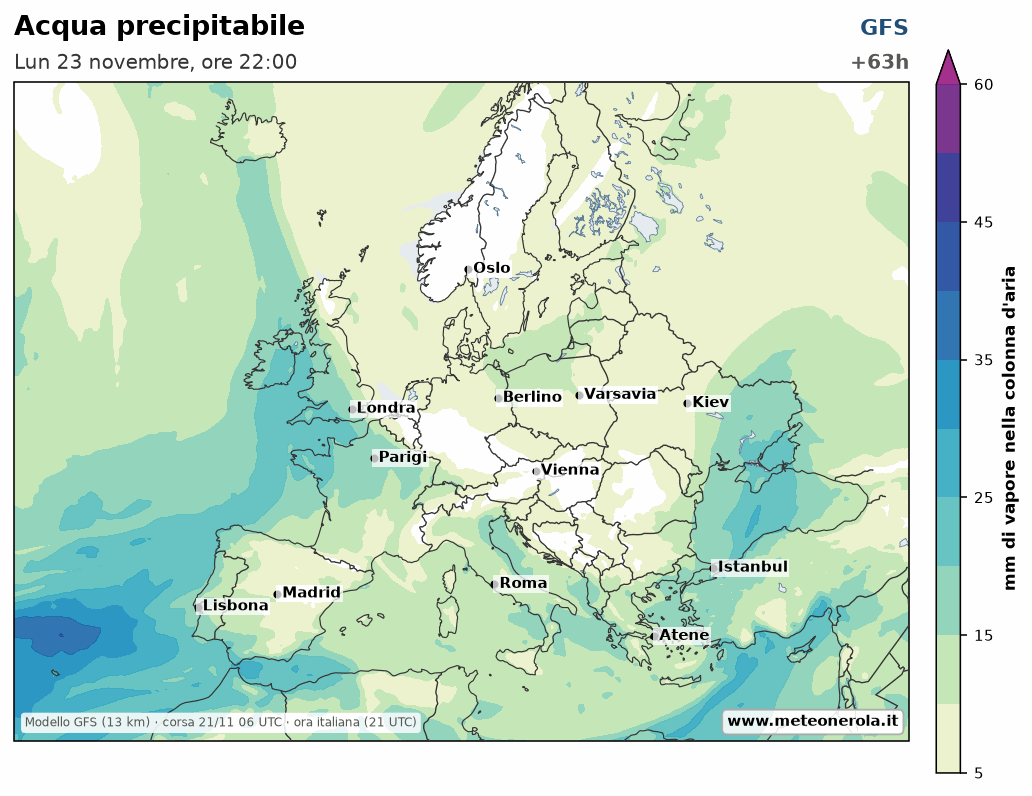 Acqua precipitabile
GFS
Lun 23 novembre, ore 22:00
+63h
60
45
35
25
15
5
mm di vapore nella colonna d'aria
Oslo
Londra
Berlino
Varsavia
Kiev
Parigi
Vienna
Istanbul
Roma
Madrid
Lisbona
Atene
Modello GFS (13 km) · corsa 21/11 06 UTC · ora italiana (21 UTC)
www.meteonerola.it